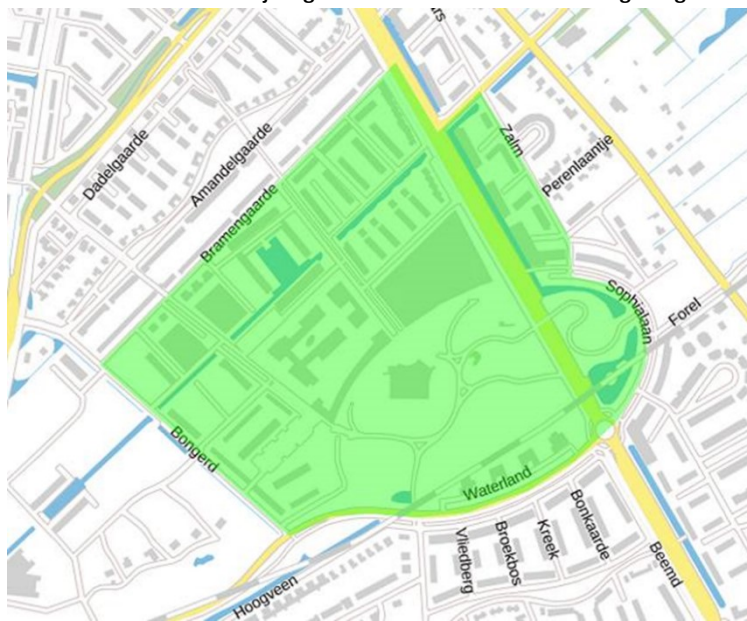 Zalm
Dadelgaarde
Amandelgaarde
Perenlaantje
Bramengaarde
Sophialaan
Forel
Bongerd
Waterland
Bonkaarde
Kreek
Broekbos
Vliedberg
Beemd
Hoogveen